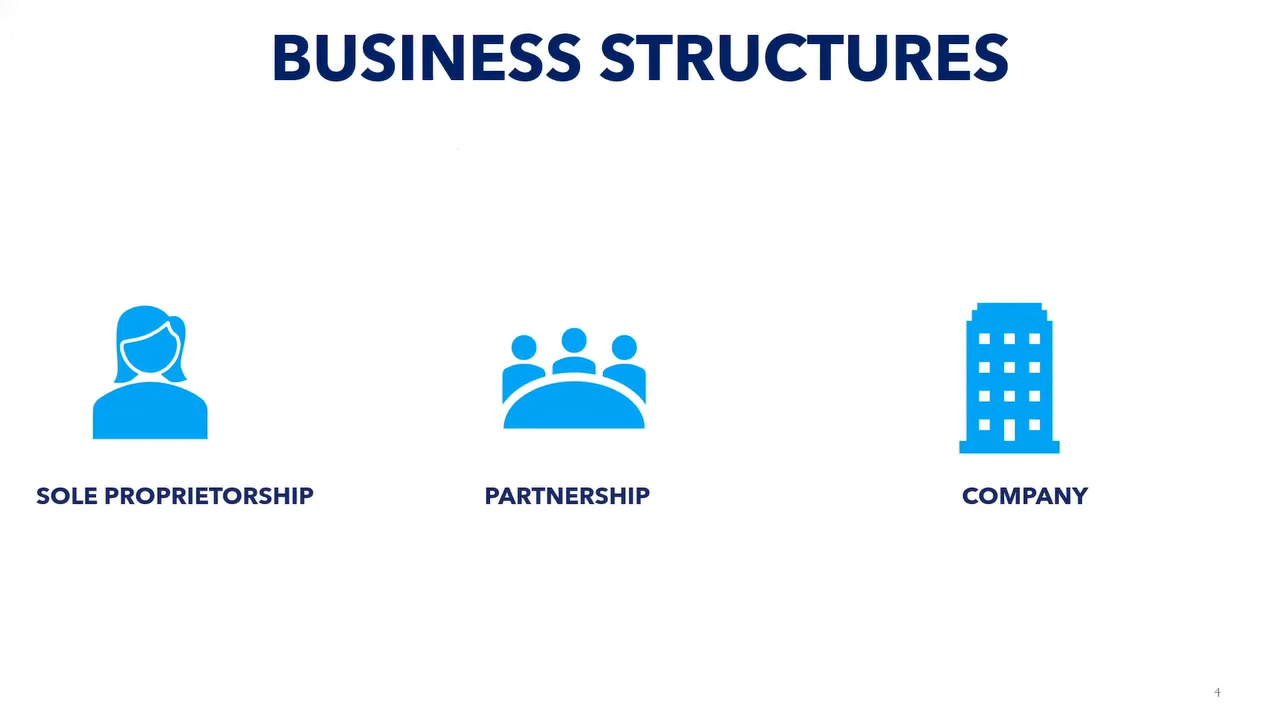 BUSINESS STRUCTURES
SOLE PROPRIETORSHIP
PARTNERSHIP
COMPANY
4